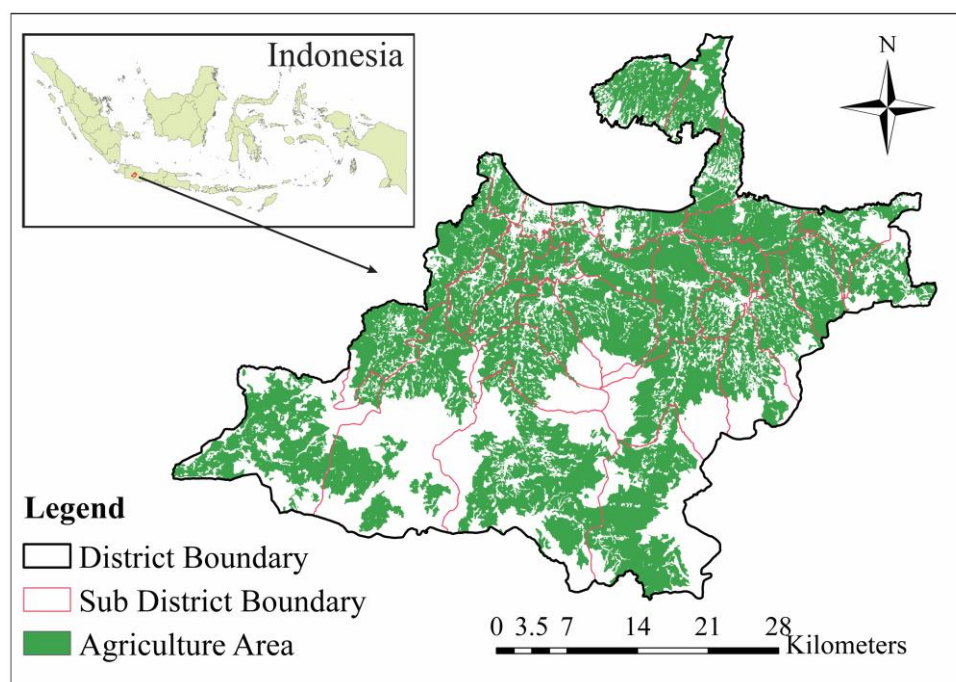 Indonesia
N
Legend
District Boundary
Sub District Boundary
Agriculture Area
0 3.5 7 14 21 28
Kilometers